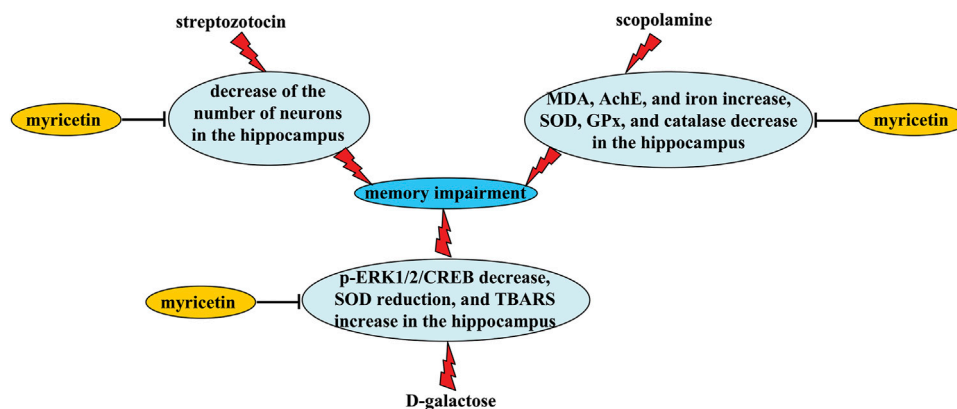 streptozotocin
scopolamine
decrease of the
number of neurons
in the hippocampus
myricetin
MDA, AchE, and iron increase,
SOD, GPx, and catalase decrease
in the hippocampus
myricetin
memory impairment
p-ERK1/2/CREB decrease,
SOD reduction, and TBARS
increase in the hippocampus
myricetin
D-galactose